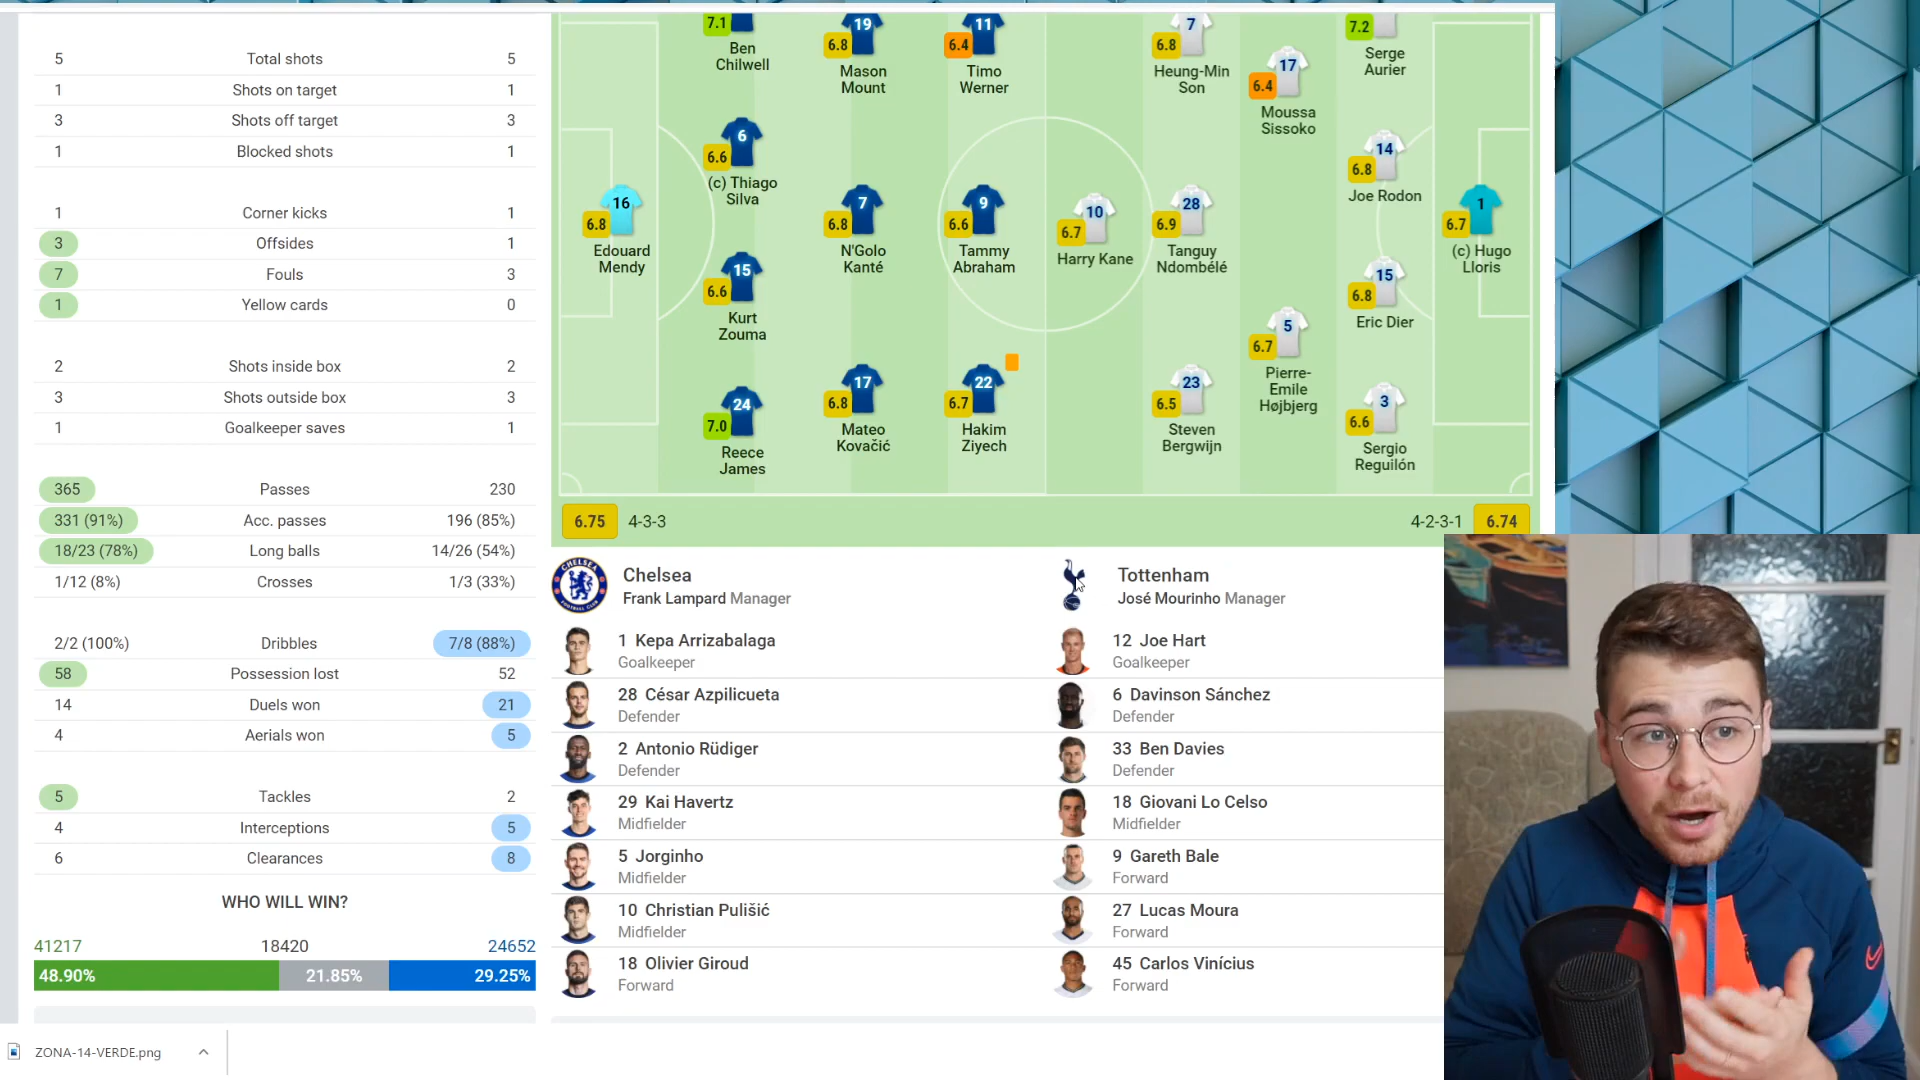 5 Total shots 5
1 Shots on target 1
3 Shots off target 3
1 Blocked shots 1
1 Corner kicks 1
3 Offsides 1
7 Fouls 3
1 Yellow cards 0
2 Shots inside box 2
3 Shots outside box 3
1 Goalkeeper saves 1
365 Passes 230
331 (91%) Acc. passes 196 (85%)
18/23 (78%) Long balls 14/26 (54%)
1/12 (8%) Crosses 1/3 (33%)
2/2 (100%) Dribbles 7/8 (88%)
58 Possession lost 52
14 Duels won 21
4 Aerials won 5
5 Tackles 2
4 Interceptions 5
6 Clearances 8
WHO WILL WIN?
41217 18420 24652
48.90% 21.85% 29.25%
ZONA-14-VERDE.png
16
6.8
Edouard
Mendy
7.1
Ben
Chilwell
6
6.6
(c) Thiago
Silva
15
6.6
Kurt
Zouma
24
7.0
Reece
James
19
6.8
Mason
Mount
7
6.8
N'Golo
Kanté
17
6.8
Mateo
Kovačić
11
6.4
Timo
Werner
9
6.6
Tammy
Abraham
22
6.7
Hakim
Ziyech
10
6.7
Harry Kane
7
6.8
Heung-Min
Son
28
6.9
Tanguy
Ndombélé
23
6.5
Steven
Bergwijn
17
6.4
Moussa
Sissoko
5
6.7
Pierre-
Emile
Højbjerg
7.2
Serge
Aurier
14
6.8
Joe Rodon
15
6.8
Eric Dier
3
6.6
Sergio
Reguilón
1
6.7
(c) Hugo
Lloris
6.75 4-3-3 4-2-3-1 6.74
CHELSEA
Chelsea
Frank Lampard Manager
1 Kepa Arrizabalaga
Goalkeeper
28 César Azpilicueta
Defender
2 Antonio Rüdiger
Defender
29 Kai Havertz
Midfielder
5 Jorginho
Midfielder
10 Christian Pulišić
Midfielder
18 Olivier Giroud
Forward
Tottenham
José Mourinho Manager
12 Joe Hart
Goalkeeper
6 Davinson Sánchez
Defender
33 Ben Davies
Defender
18 Giovani Lo Celso
Midfielder
9 Gareth Bale
Forward
27 Lucas Moura
Forward
45 Carlos Vinícius
Forward